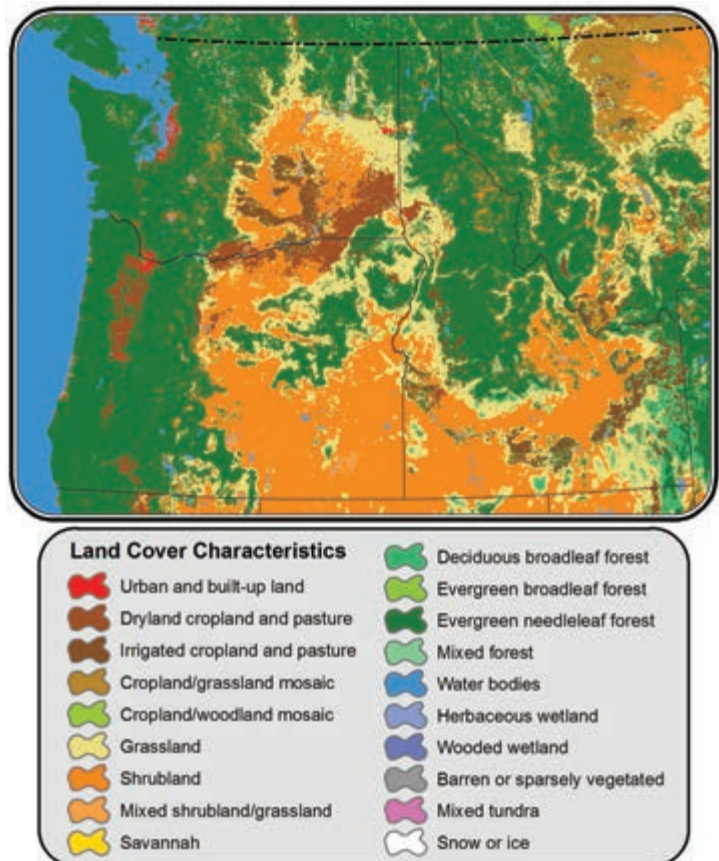 Land Cover Characteristics
Urban and built-up land
Dryland cropland and pasture
Irrigated cropland and pasture
Cropland/grassland mosaic
Cropland/woodland mosaic
Grassland
Shrubland
Mixed shrubland/grassland
Savannah
Deciduous broadleaf forest
Evergreen broadleaf forest
Evergreen needleleaf forest
Mixed forest
Water bodies
Herbaceous wetland
Wooded wetland
Barren or sparsely vegetated
Mixed tundra
Snow or ice